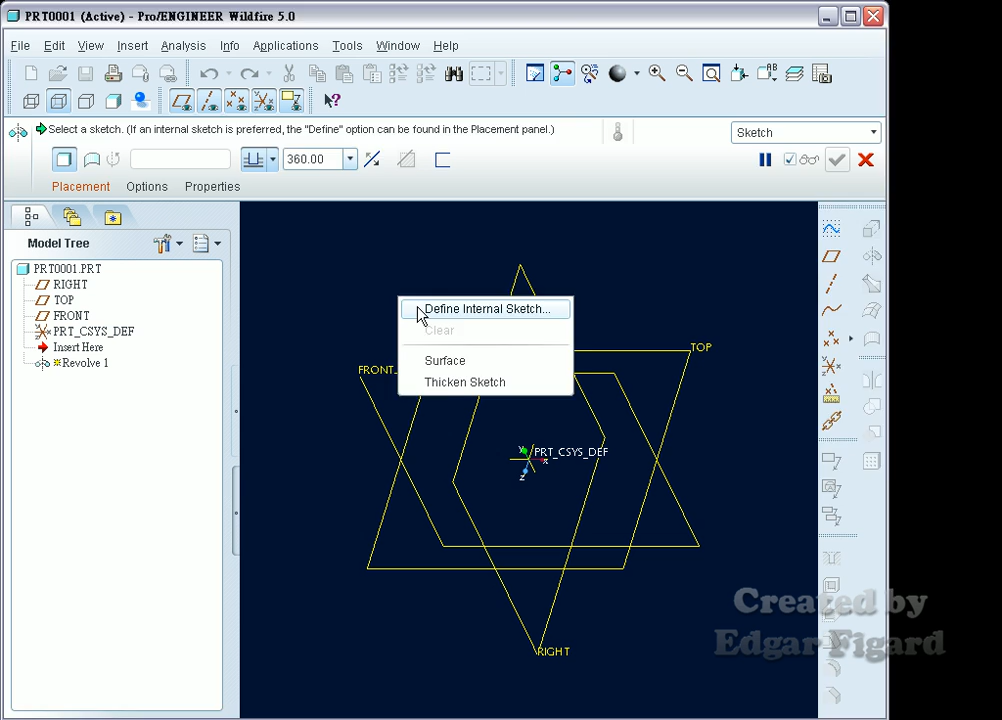 PRT0001 (Active) - Pro/ENGINEER Wildfire 5.0
File Edit View Insert Analysis Info Applications Tools Window Help
Select a sketch. (If an internal sketch is preferred, the "Define" option can be found in the Placement panel.)
Sketch
360.00
Placement Options Properties
Model Tree
PRT0001.PRT
RIGHT
TOP
FRONT
PRT_CSYS_DEF
Insert Here
Revolve 1
Define Internal Sketch...
Clear
Surface
Thicken Sketch
TOP
FRONT
PRT_CSYS_DEF
Y
X
Z
RIGHT
Created by
Edgar Figard